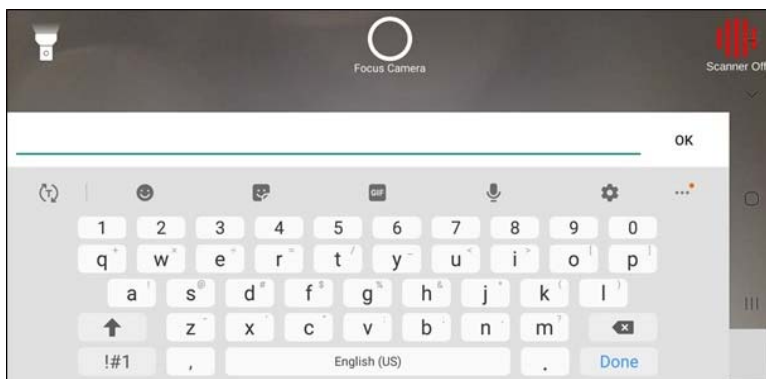 Focus Camera
Scanner Off
OK
GIF
1 2 3 4 5 6 7 8 9 0
q w e r t y u i o p
a s d f g h j k l
z x c v b n m
!#1 , English (US) . Done